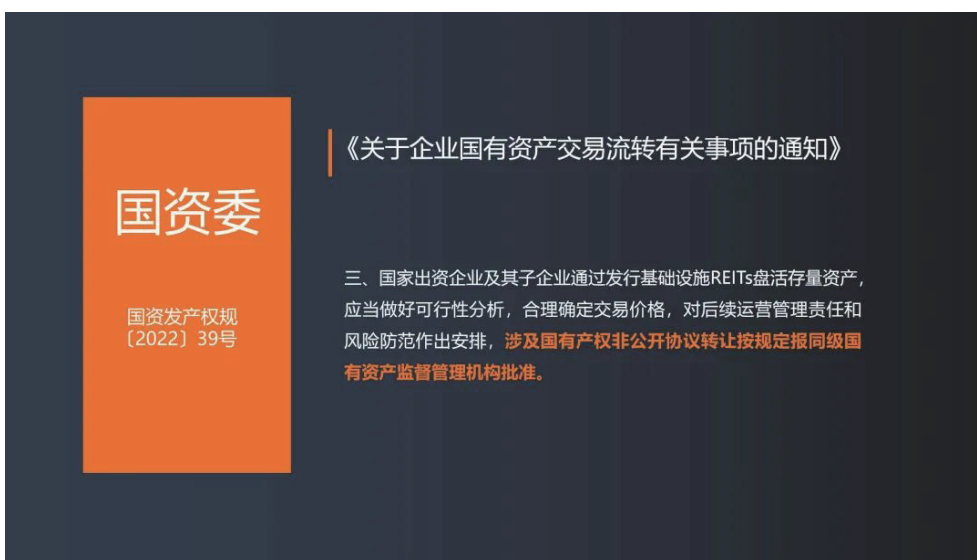 国资委
国资发产权规
〔2022〕39号
《关于企业国有资产交易流转有关事项的通知》
三、国家出资企业及其子企业通过发行基础设施REITs盘活存量资产，
应当做好可行性分析，合理确定交易价格，对后续运营管理责任和
风险防范作出安排，涉及国有产权非公开协议转让按规定报同级国
有资产监督管理机构批准。